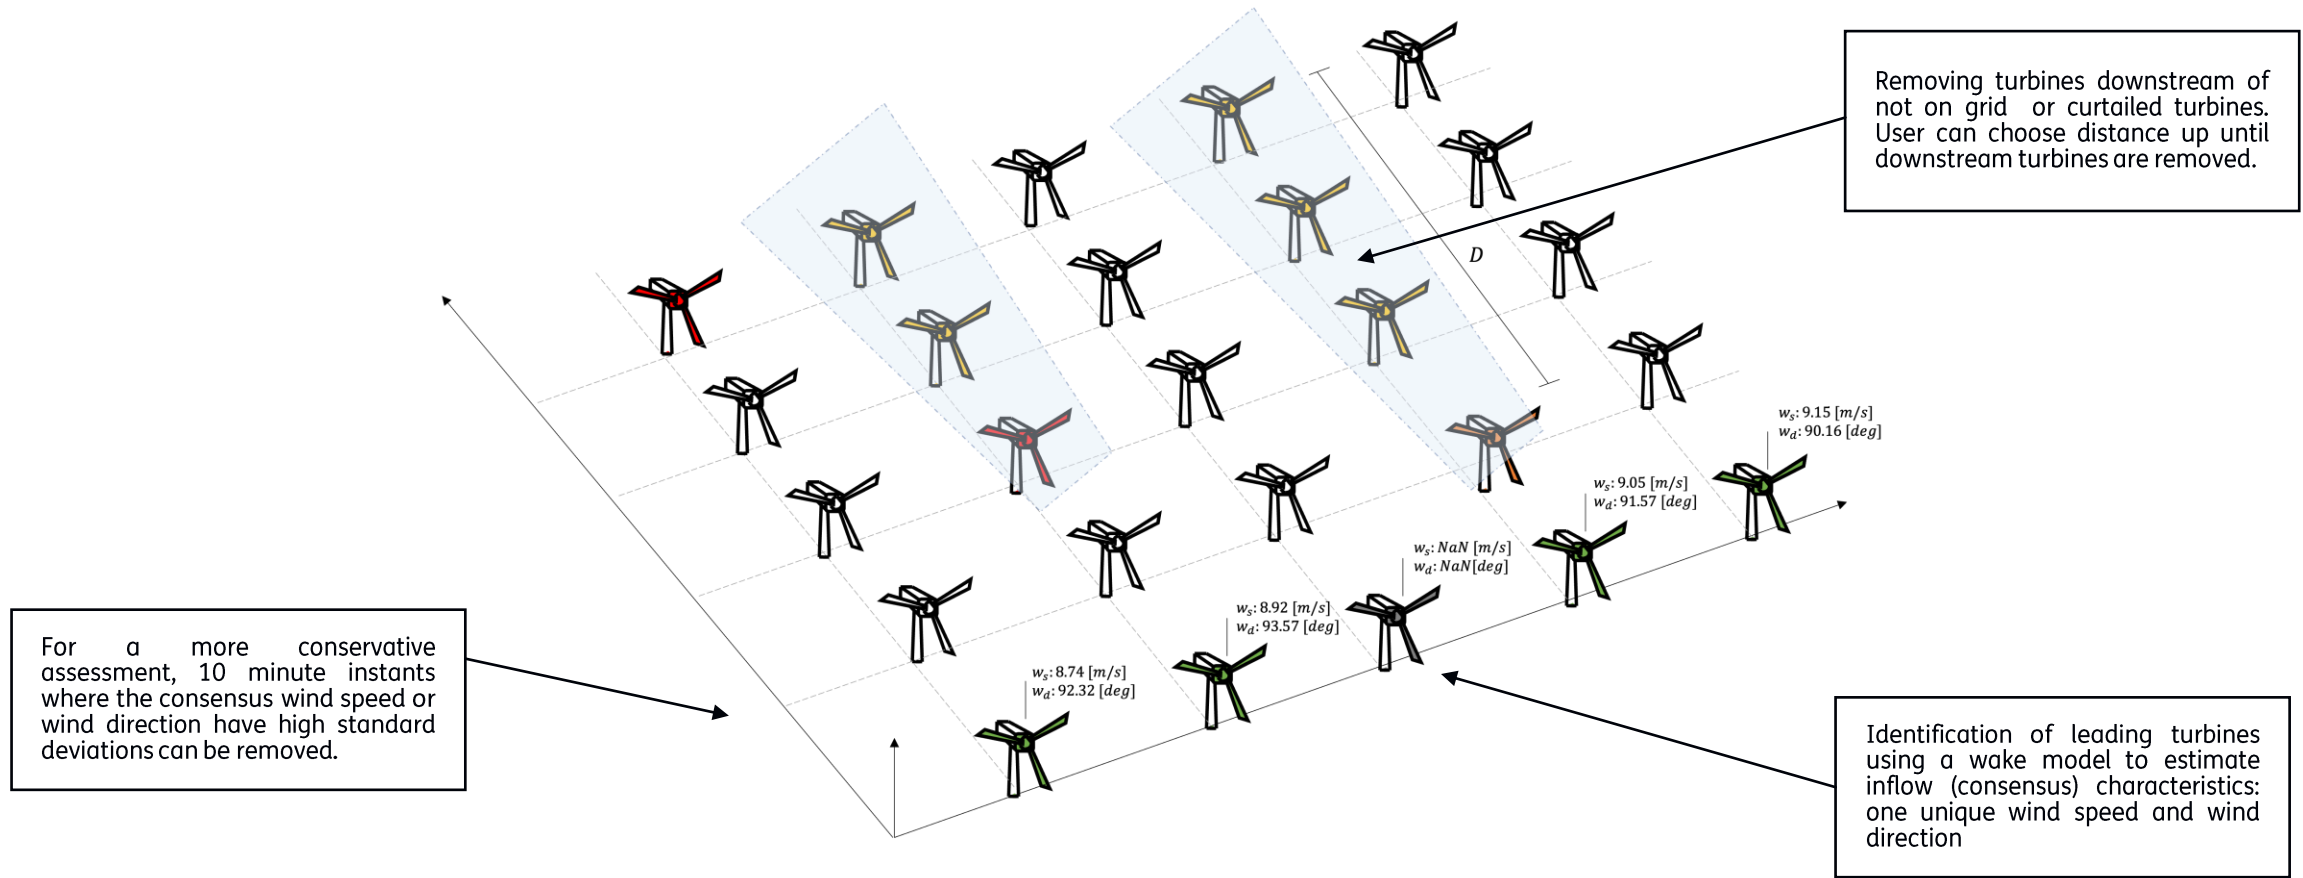 Removing turbines downstream of
not on grid or curtailed turbines.
User can choose distance up until
downstream turbines are removed.
D
w_s: 9.15 [m/s]
w_d: 90.16 [deg]
w_s: 9.05 [m/s]
w_d: 91.57 [deg]
w_s: NaN [m/s]
w_d: NaN[deg]
w_s: 8.92 [m/s]
w_d: 93.57 [deg]
w_s: 8.74 [m/s]
w_d: 92.32 [deg]
For a more conservative
assessment, 10 minute instants
where the consensus wind speed or
wind direction have high standard
deviations can be removed.
Identification of leading turbines
using a wake model to estimate
inflow (consensus) characteristics:
one unique wind speed and wind
direction